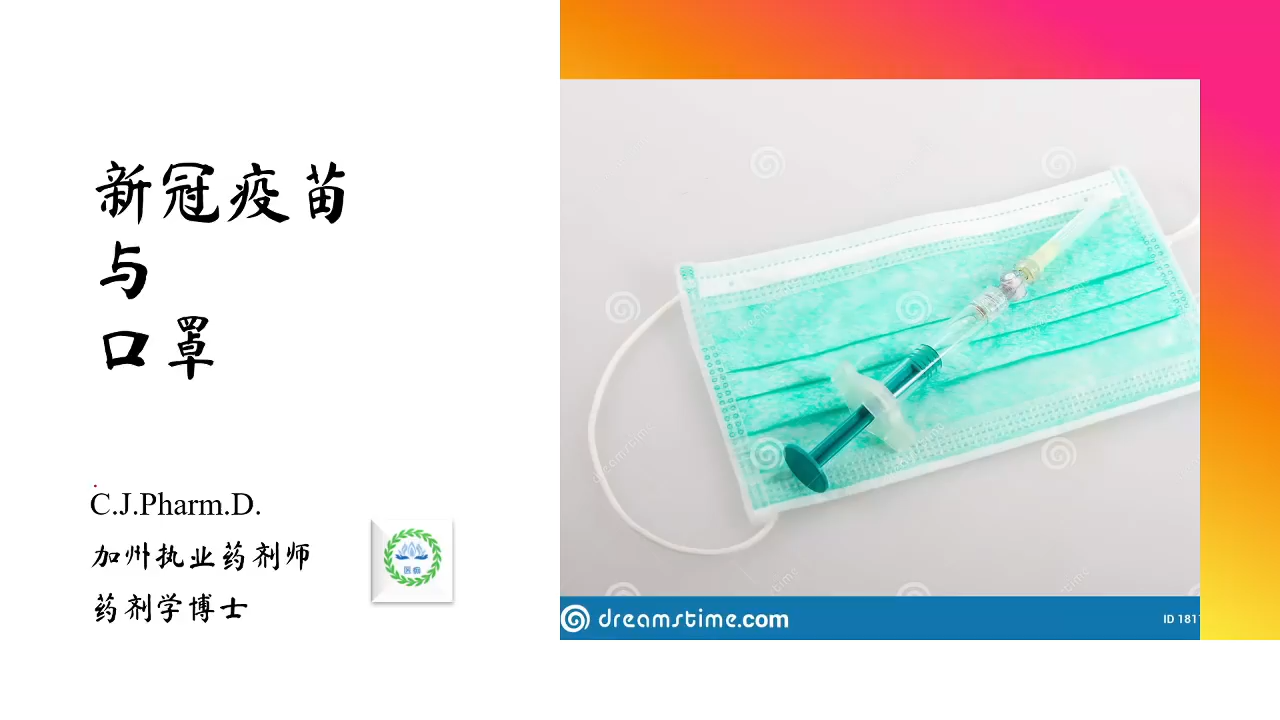 新冠疫苗
与
口罩
C.J.Pharm.D.
加州执业药剂师
药剂学博士
dreamstime.com
ID 181